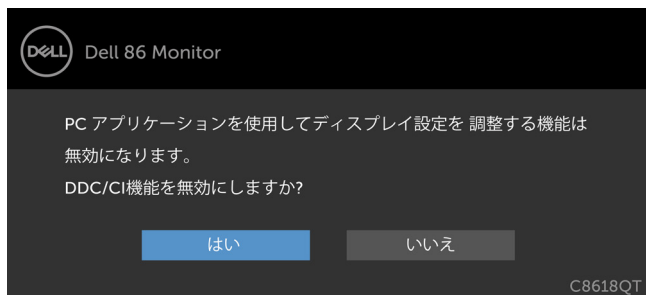 DELL
Dell 86 Monitor
PC アプリケーションを使用してディスプレイ設定を 調整する機能は
無効になります。
DDC/CI機能を無効にしますか?
はい いいえ
C8618QT